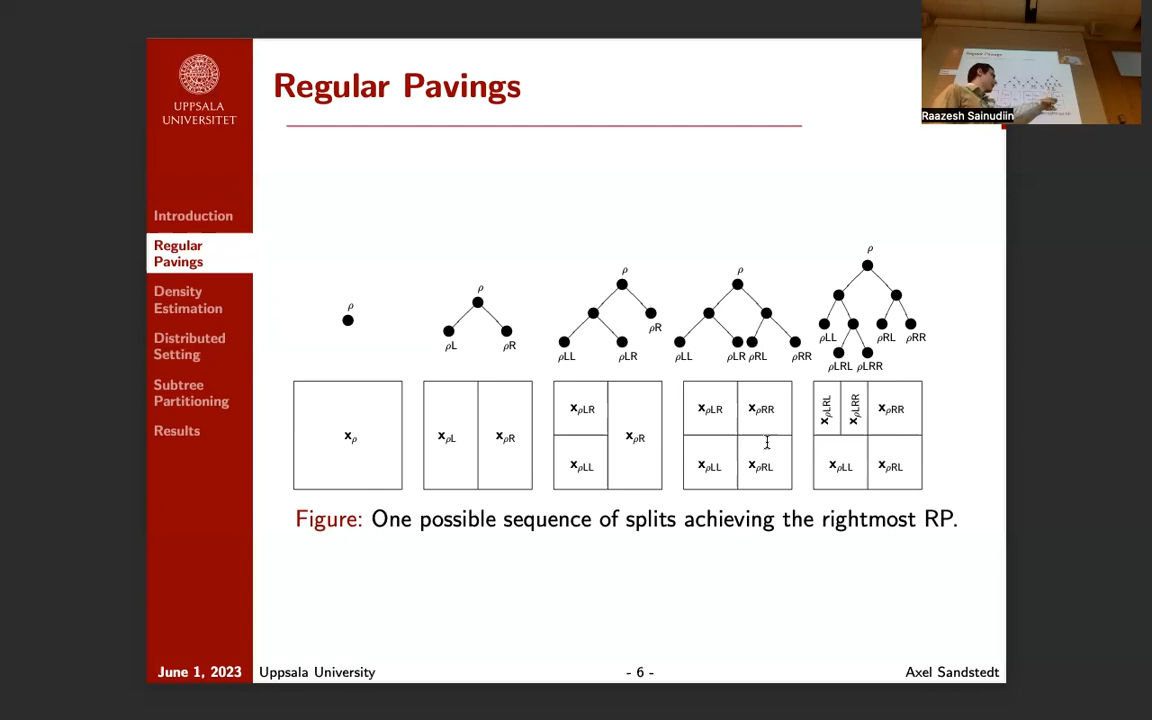 Regular Pavings
UPPSALA
UNIVERSITET
Raazesh Sainudiin
Introduction
Regular
Pavings
Density
Estimation
Distributed
Setting
Subtree
Partitioning
Results
ρ
ρ
ρL ρR
ρ
ρR
ρLL ρLR
ρ
ρLL ρLR ρRL ρRR
ρ
ρLL ρRL ρRR
ρLRL ρLRR
xρ
xρL xρR
xρLR
xρR
xρLL
xρLR xρRR
xρLL xρRL
xρLRL xρLRR xρRR
xρLL xρRL
Figure: One possible sequence of splits achieving the rightmost RP.
June 1, 2023 Uppsala University - 6 - Axel Sandstedt